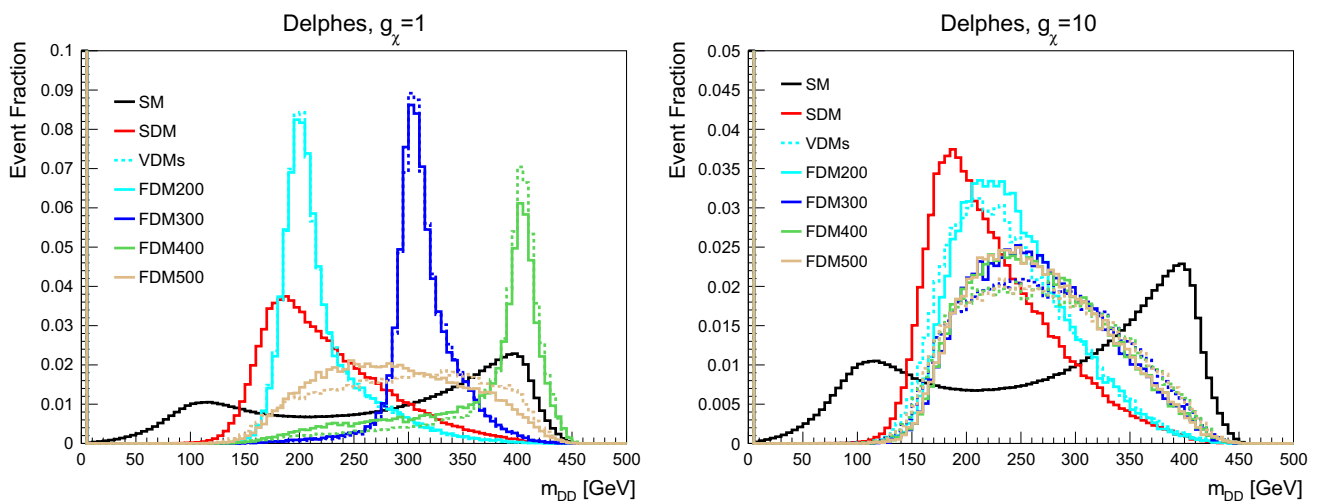 Delphes, gχ=1
Event Fraction
0.1
0.09
0.08
0.07
0.06
0.05
0.04
0.03
0.02
0.01
0
SM
SDM
VDMs
FDM200
FDM300
FDM400
FDM500
0 50 100 150 200 250 300 350 400 450 500
mDD [GeV]
Delphes, gχ=10
Event Fraction
0.05
0.045
0.04
0.035
0.03
0.025
0.02
0.015
0.01
0.005
0
SM
SDM
VDMs
FDM200
FDM300
FDM400
FDM500
0 50 100 150 200 250 300 350 400 450 500
mDD [GeV]